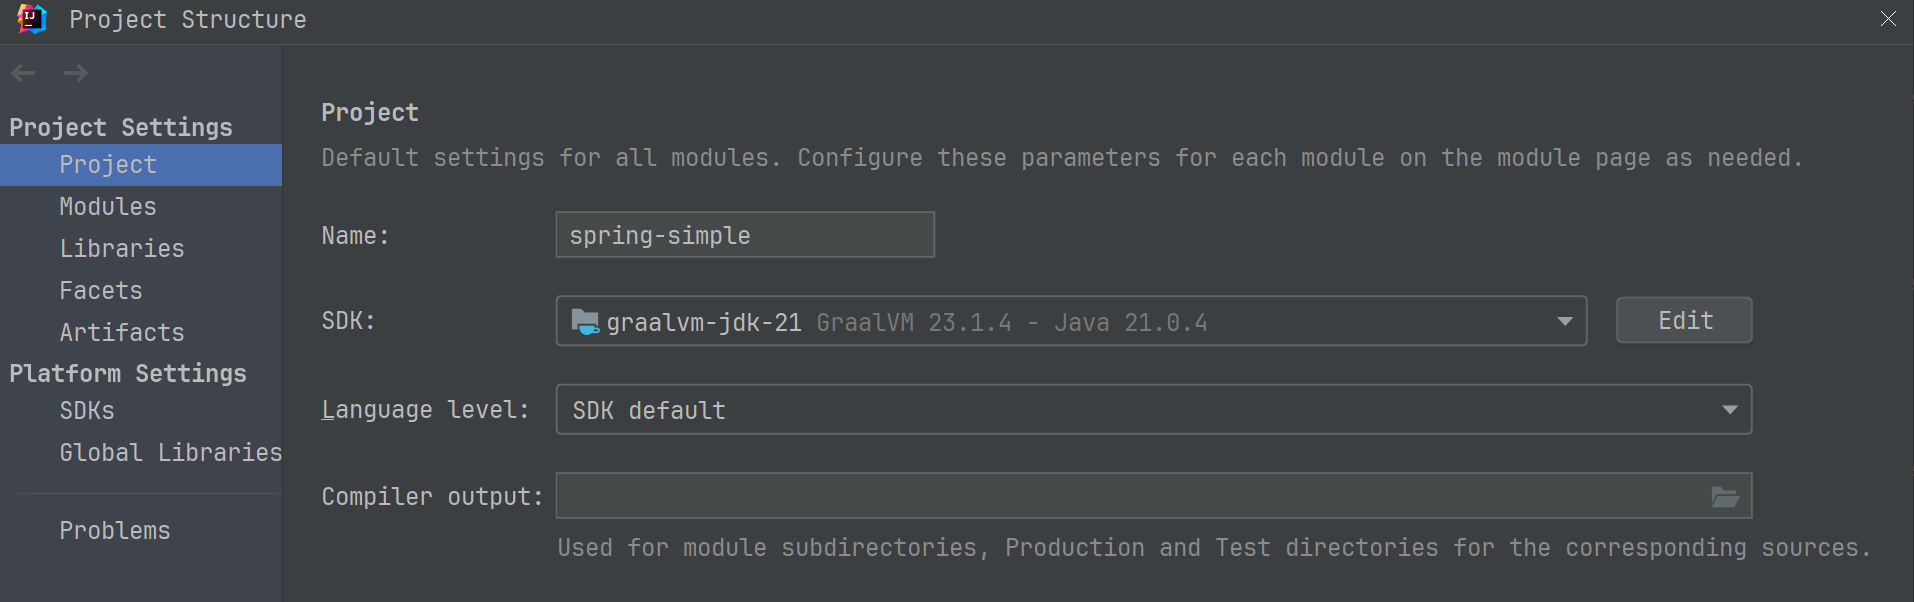 IJ
Project Structure
Project Settings
Project
Modules
Libraries
Facets
Artifacts
Platform Settings
SDKs
Global Libraries
Problems
Project
Default settings for all modules. Configure these parameters for each module on the module page as needed.
Name: spring-simple
SDK: graalvm-jdk-21 GraalVM 23.1.4 - Java 21.0.4 Edit
Language level: SDK default
Compiler output:
Used for module subdirectories, Production and Test directories for the corresponding sources.